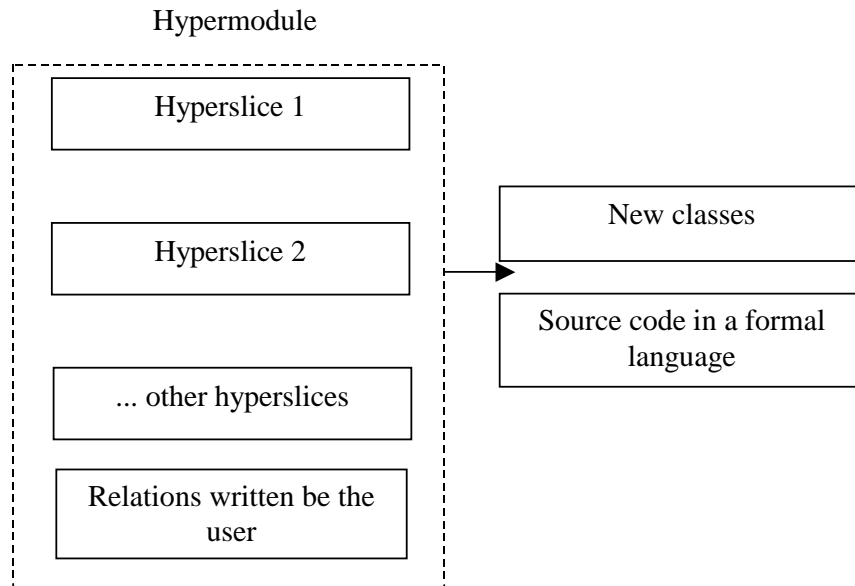 Hypermodule
Hyperslice 1
New classes
Hyperslice 2
Source code in a formal
language
... other hyperslices
Relations written be the
user